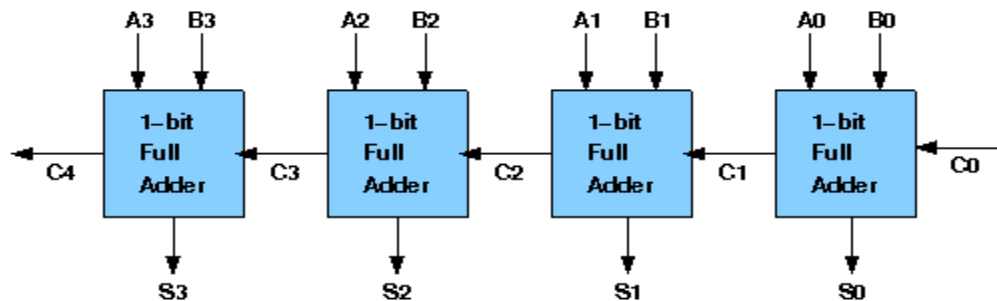 A3 B3 A2 B2 A1 B1 A0 B0
1-bit Full Adder
1-bit Full Adder
1-bit Full Adder
1-bit Full Adder
C4 C3 C2 C1 C0
S3 S2 S1 S0